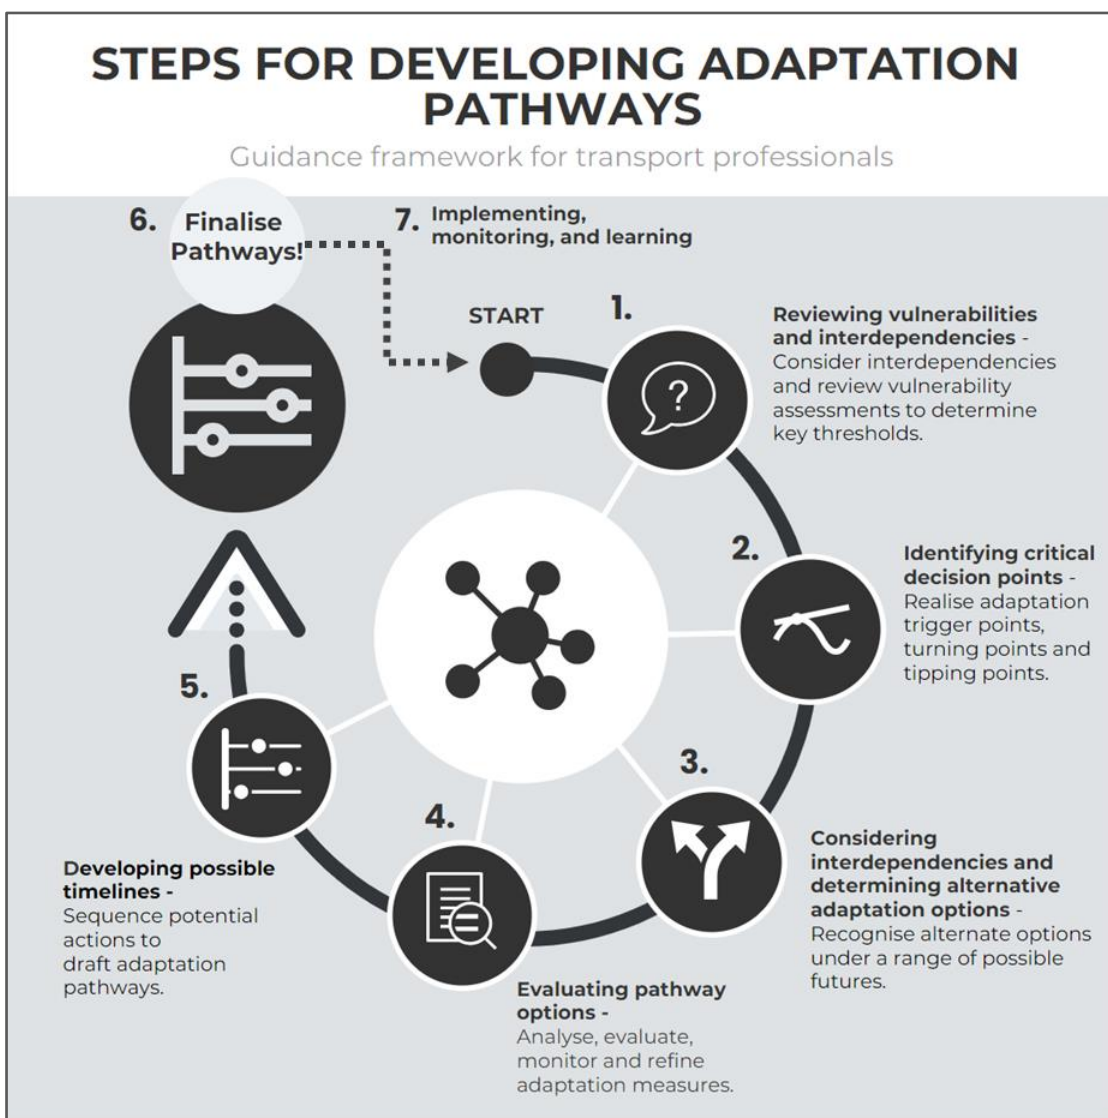 STEPS FOR DEVELOPING ADAPTATION
PATHWAYS
Guidance framework for transport professionals
6. Finalise
Pathways!
7. Implementing,
monitoring, and learning
START
1.
Reviewing vulnerabilities
and interdependencies -
Consider interdependencies
and review vulnerability
assessments to determine
key thresholds.
?
2.
Identifying critical
decision points -
Realise adaptation
trigger points,
turning points and
tipping points.
3.
Considering
interdependencies and
determining alternative
adaptation options -
Recognise alternate options
under a range of possible
futures.
4.
Evaluating pathway
options -
Analyse, evaluate,
monitor and refine
adaptation measures.
5.
Developing possible
timelines -
Sequence potential
actions to
draft adaptation
pathways.